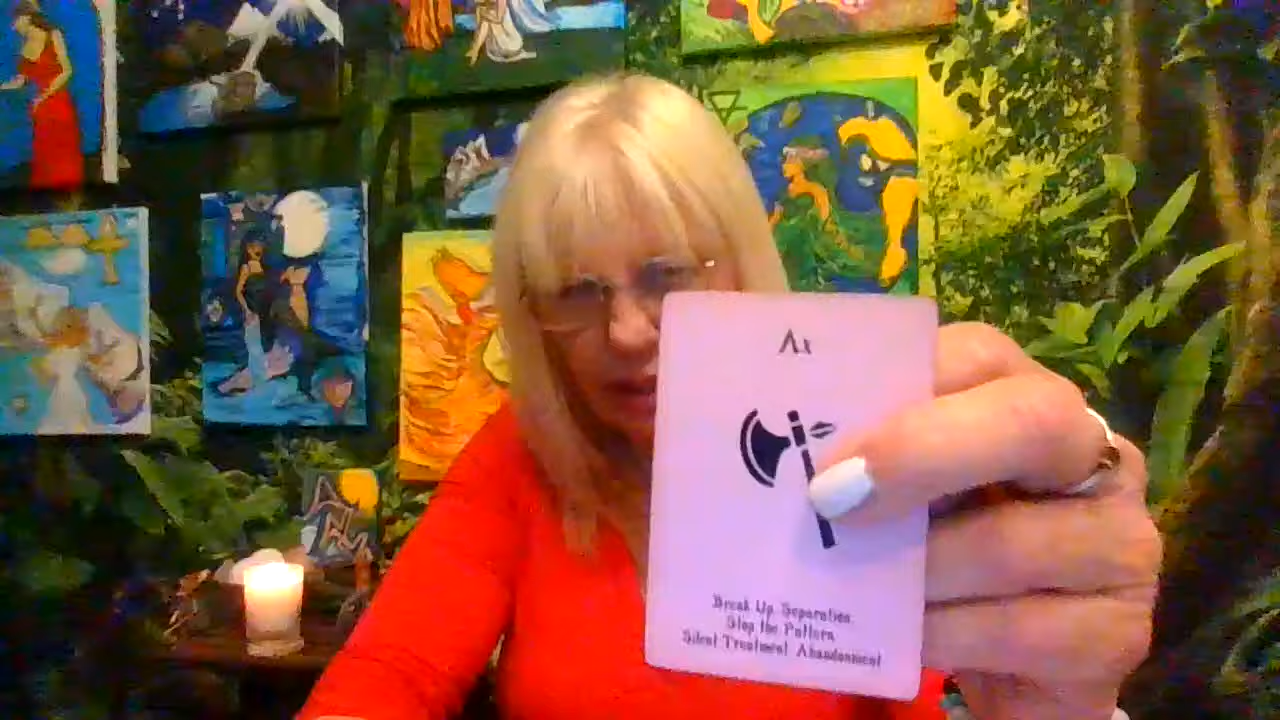 Ax
Break Up Separation
Stop the Pattern
Silent Treatment Abandonment